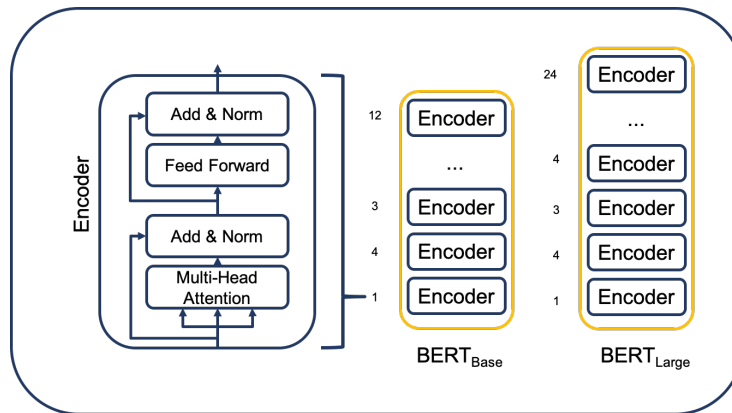 Encoder
Add & Norm
Feed Forward
Add & Norm
Multi-Head
Attention
12
Encoder
...
3
Encoder
4
Encoder
1
Encoder
BERTBase
24
Encoder
...
4
Encoder
3
Encoder
4
Encoder
1
Encoder
BERTLarge